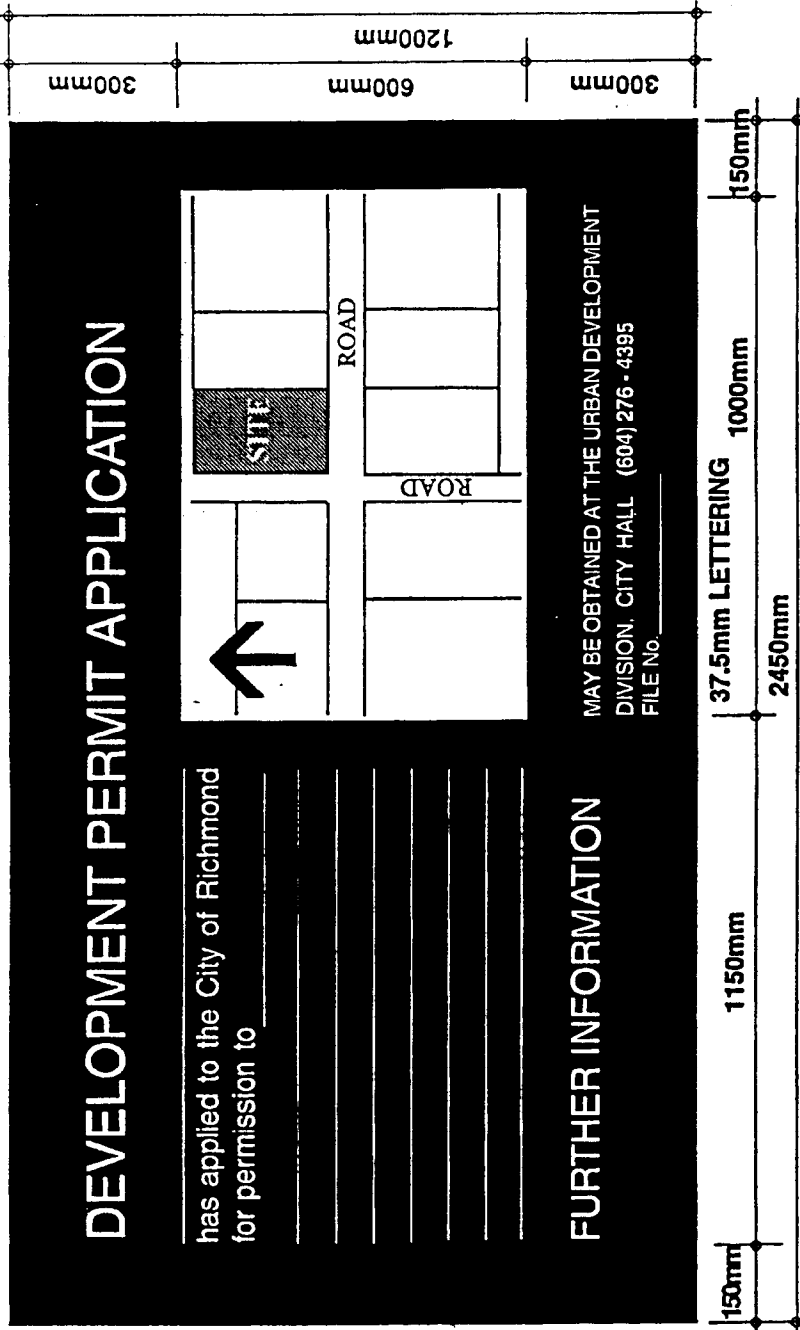 DEVELOPMENT PERMIT APPLICATION
has applied to the City of Richmond
for permission to
SITE
ROAD
ROAD
FURTHER INFORMATION
MAY BE OBTAINED AT THE URBAN DEVELOPMENT
DIVISION, CITY HALL (604) 276 - 4395
FILE No.
300mm
600mm
300mm
1200mm
37.5mm LETTERING
150mm
1150mm
1000mm
150mm
2450mm